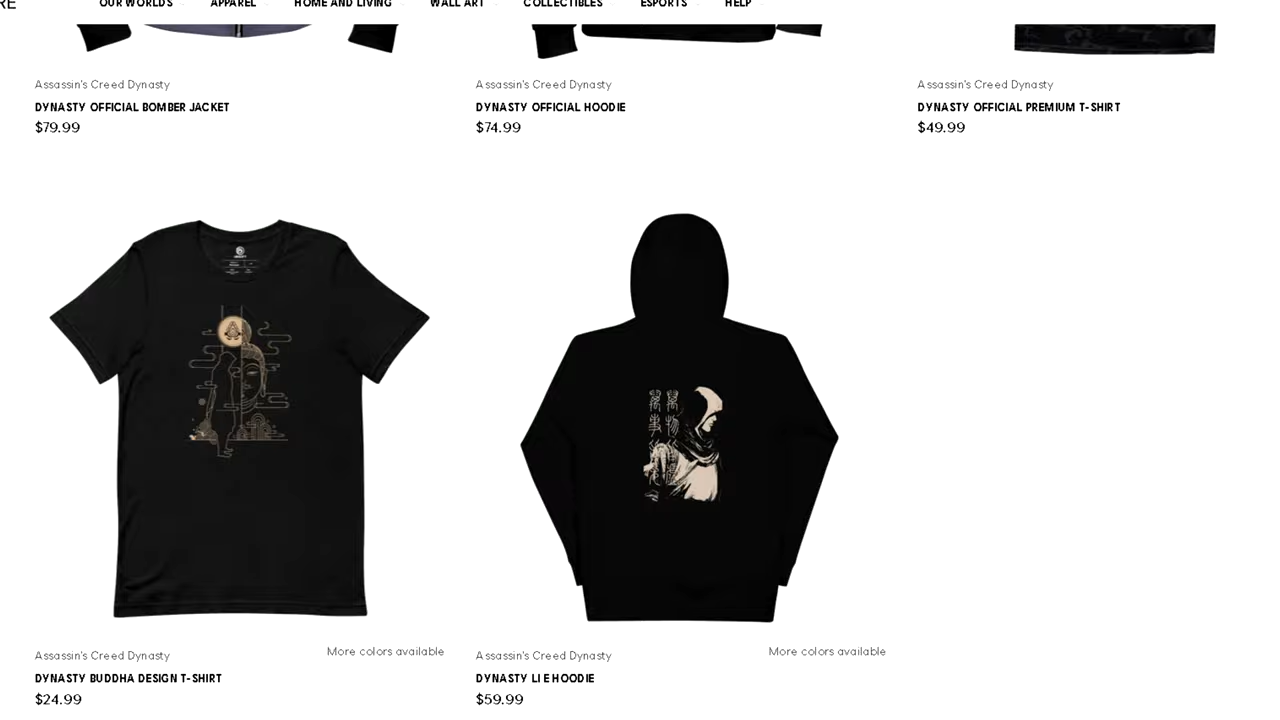 RE OUR WORLDS APPAREL HOME AND LIVING WALL ART COLLECTIBLES ESPORTS HELP
Assassin's Creed Dynasty
DYNASTY OFFICIAL BOMBER JACKET
$79.99
Assassin's Creed Dynasty
DYNASTY OFFICIAL HOODIE
$74.99
Assassin's Creed Dynasty
DYNASTY OFFICIAL PREMIUM T-SHIRT
$49.99
More colors available
Assassin's Creed Dynasty
DYNASTY BUDDHA DESIGN T-SHIRT
$24.99
More colors available
Assassin's Creed Dynasty
DYNASTY LI E HOODIE
$59.99